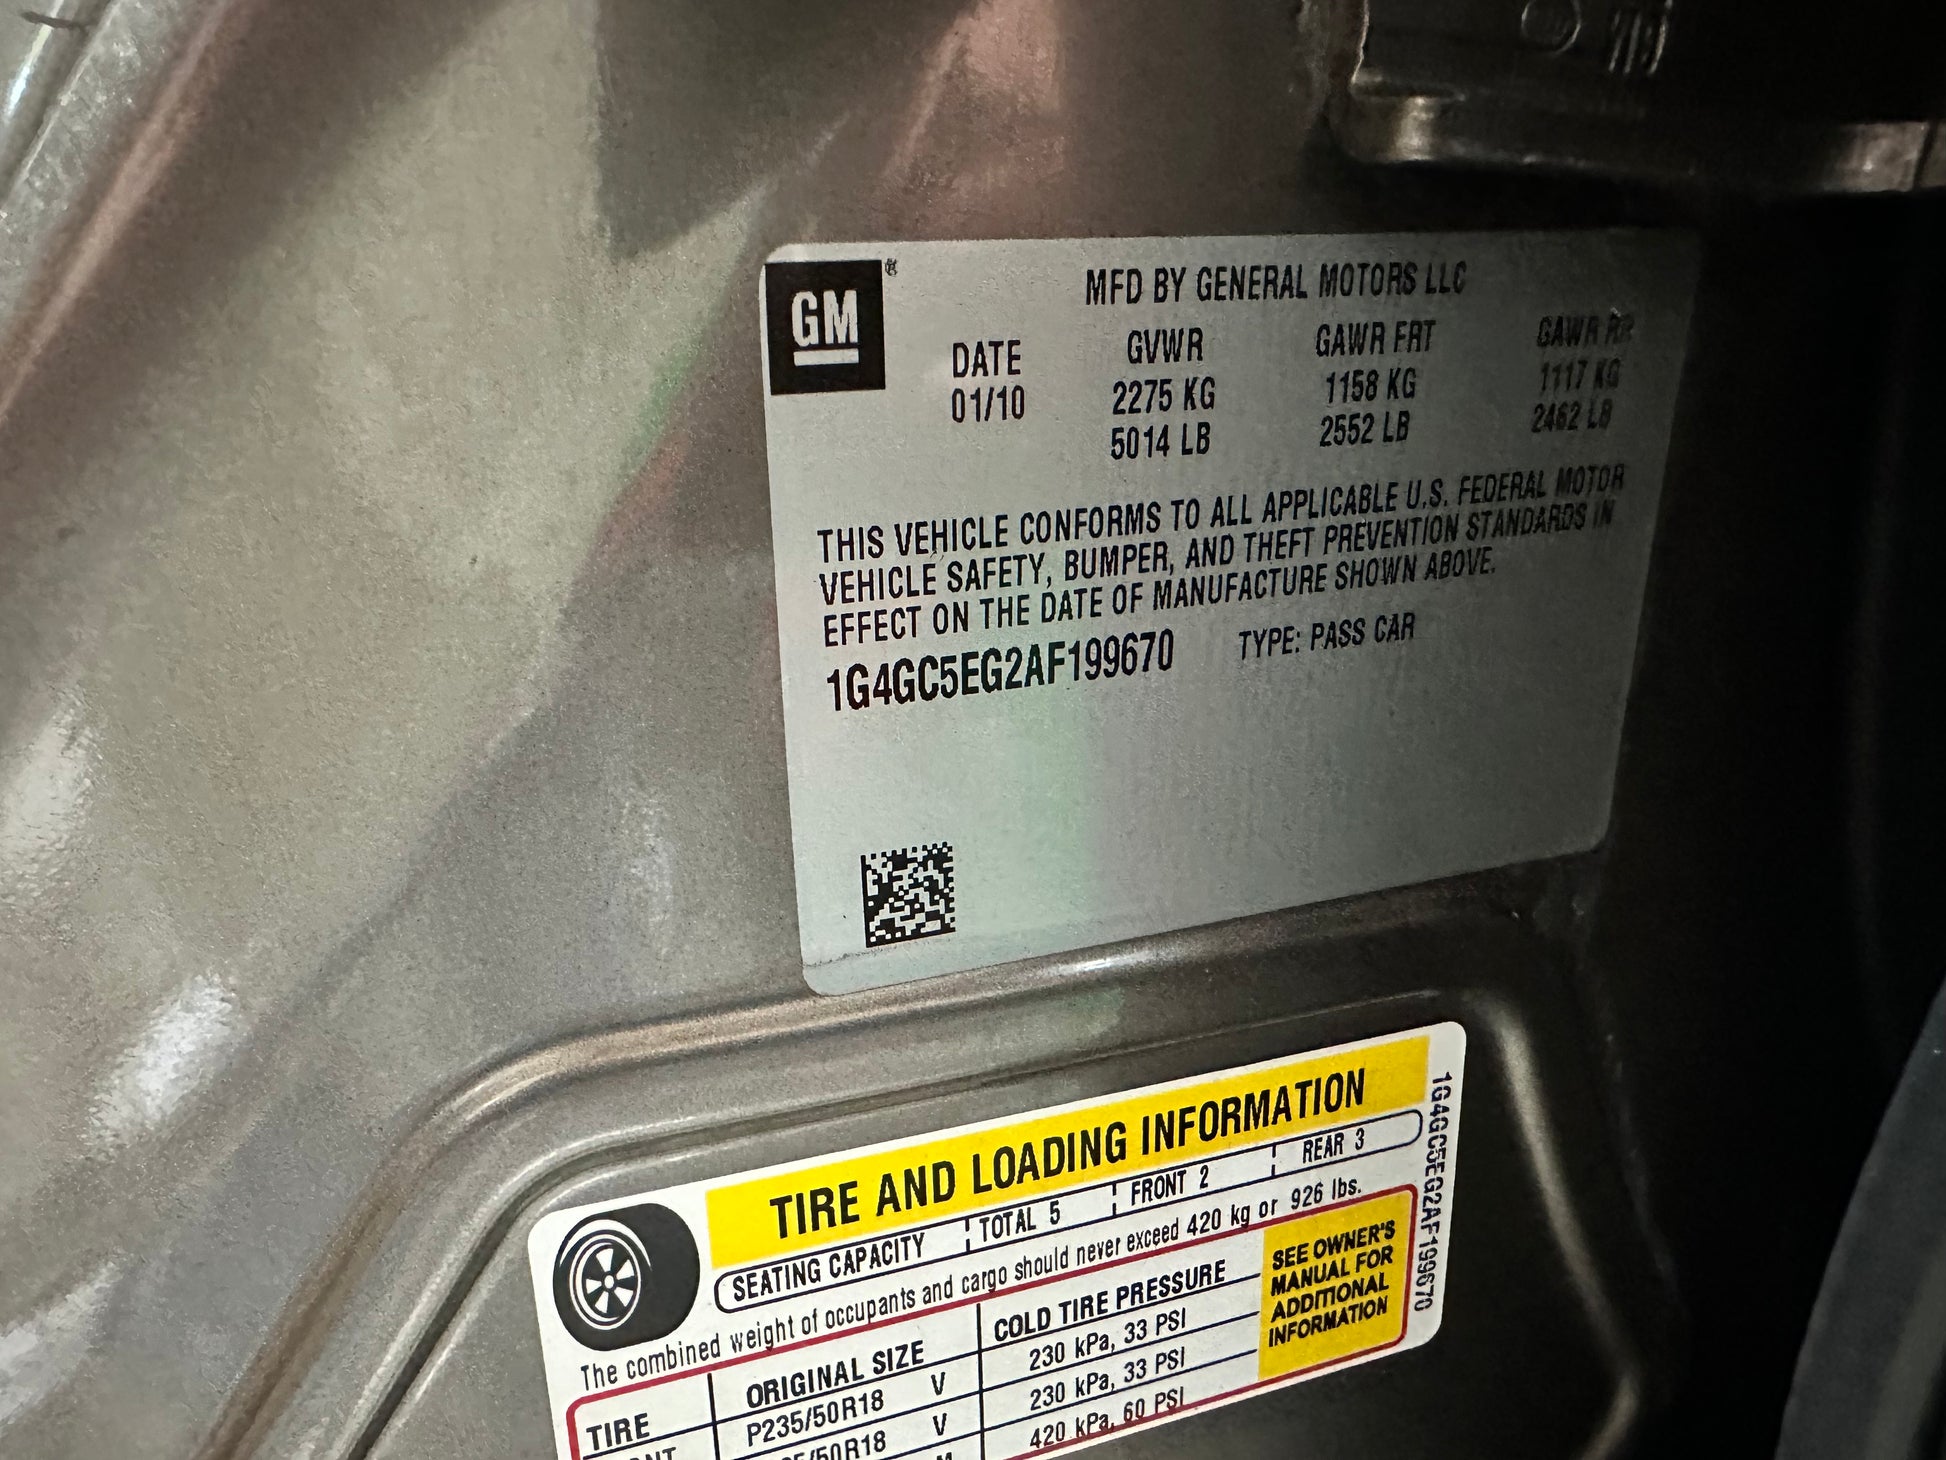 GM
MFD BY GENERAL MOTORS LLC
DATE GVWR GAWR FRT GAWR RR
01/10 2275 KG 1158 KG 1117 KG
5014 LB 2552 LB 2462 LB
THIS VEHICLE CONFORMS TO ALL APPLICABLE U.S. FEDERAL MOTOR
VEHICLE SAFETY, BUMPER, AND THEFT PREVENTION STANDARDS IN
EFFECT ON THE DATE OF MANUFACTURE SHOWN ABOVE.
1G4GC5EG2AF199670 TYPE: PASS CAR
TIRE AND LOADING INFORMATION
SEATING CAPACITY TOTAL 5 FRONT 2 REAR 3
The combined weight of occupants and cargo should never exceed 420 kg or 926 lbs.
TIRE ORIGINAL SIZE COLD TIRE PRESSURE
P235/50R18 V 230 kPa, 33 PSI
/50R18 V 230 kPa, 33 PSI
420 kPa, 60 PSI
SEE OWNER'S
MANUAL FOR
ADDITIONAL
INFORMATION
1G4GC5EG2AF199670